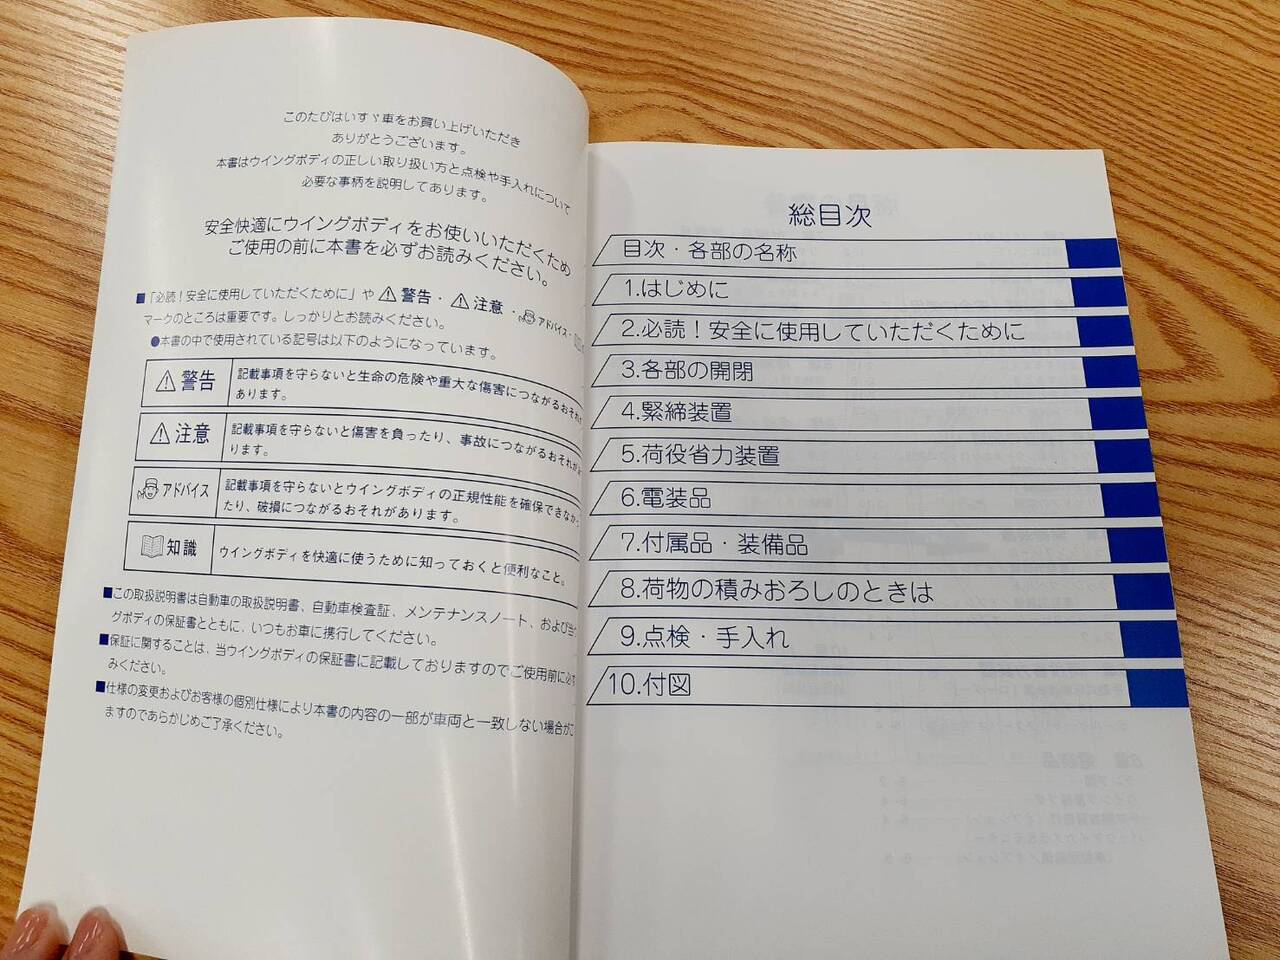 このたびはいすゞ車をお買い上げいただき
ありがとうございます。
本書はウイングボディの正しい取り扱い方と点検や手入れについて
必要な事柄を説明してあります。
安全快適にウイングボディをお使いいただくため
ご使用の前に本書を必ずお読みください。
■「必読！安全に使用していただくために」や ⚠警告・⚠注意・アドバイス・
マークのところは重要です。しっかりとお読みください。
●本書の中で使用されている記号は以下のようになっています。
⚠警告
記載事項を守らないと生命の危険や重大な傷害につながるおそれ
あります。
⚠注意
記載事項を守らないと傷害を負ったり、事故につながるおそれが
ります。
アドバイス
記載事項を守らないとウイングボディの正規性能を確保できなか
たり、破損につながるおそれがあります。
知識
ウイングボディを快適に使うために知っておくと便利なこと。
■この取扱説明書は自動車の取扱説明書、自動車検査証、メンテナンスノート、および当
グボディの保証書とともに、いつもお車に携行してください。
■保証に関することは、当ウイングボディの保証書に記載しておりますのでご使用前に必
みください。
■仕様の変更およびお客様の個別仕様により本書の内容の一部が車両と一致しない場合が
ますのであらかじめご了承ください。
総目次
目次・各部の名称
1.はじめに
2.必読！安全に使用していただくために
3.各部の開閉
4.緊締装置
5.荷役省力装置
6.電装品
7.付属品・装備品
8.荷物の積みおろしのときは
9.点検・手入れ
10.付図